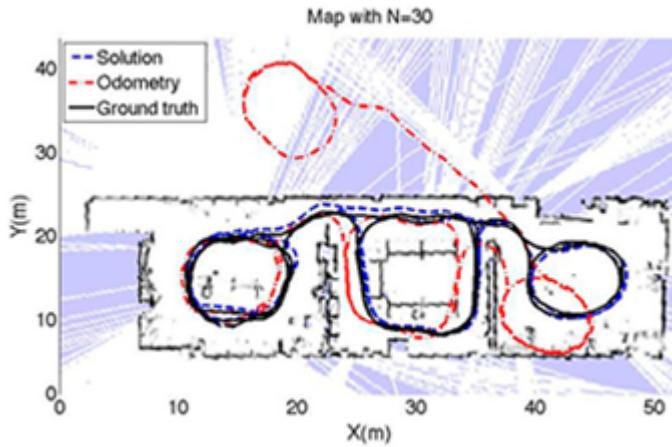 Map with N=30
Solution
Odometry
Ground truth
Y(m)
40
30
20
10
0
0 10 20 30 40 50
X(m)